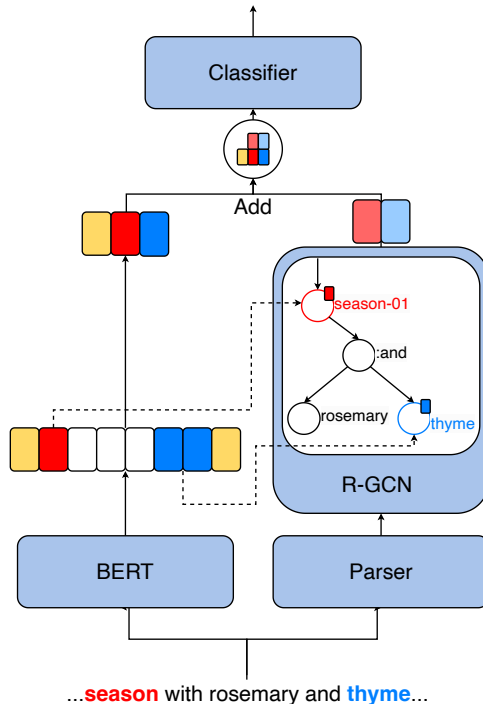 Classifier
Add
season-01
:and
rosemary
thyme
R-GCN
BERT
Parser
...season with rosemary and thyme...